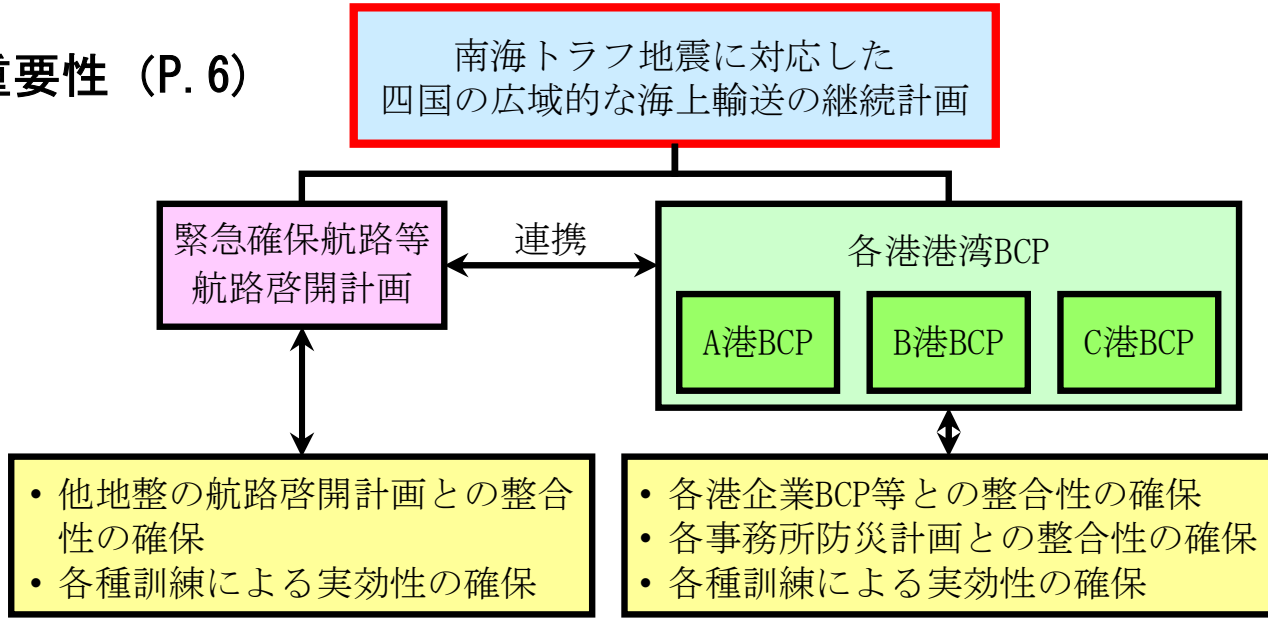 要性 (P.6)
南海トラフ地震に対応した
四国の広域的な海上輸送の継続計画
緊急確保航路等
航路啓開計画
連携
各港港湾BCP
A港BCP
B港BCP
C港BCP
• 他地整の航路啓開計画との整合
性の確保
• 各種訓練による実効性の確保
• 各港企業BCP等との整合性の確保
• 各事務所防災計画との整合性の確保
• 各種訓練による実効性の確保